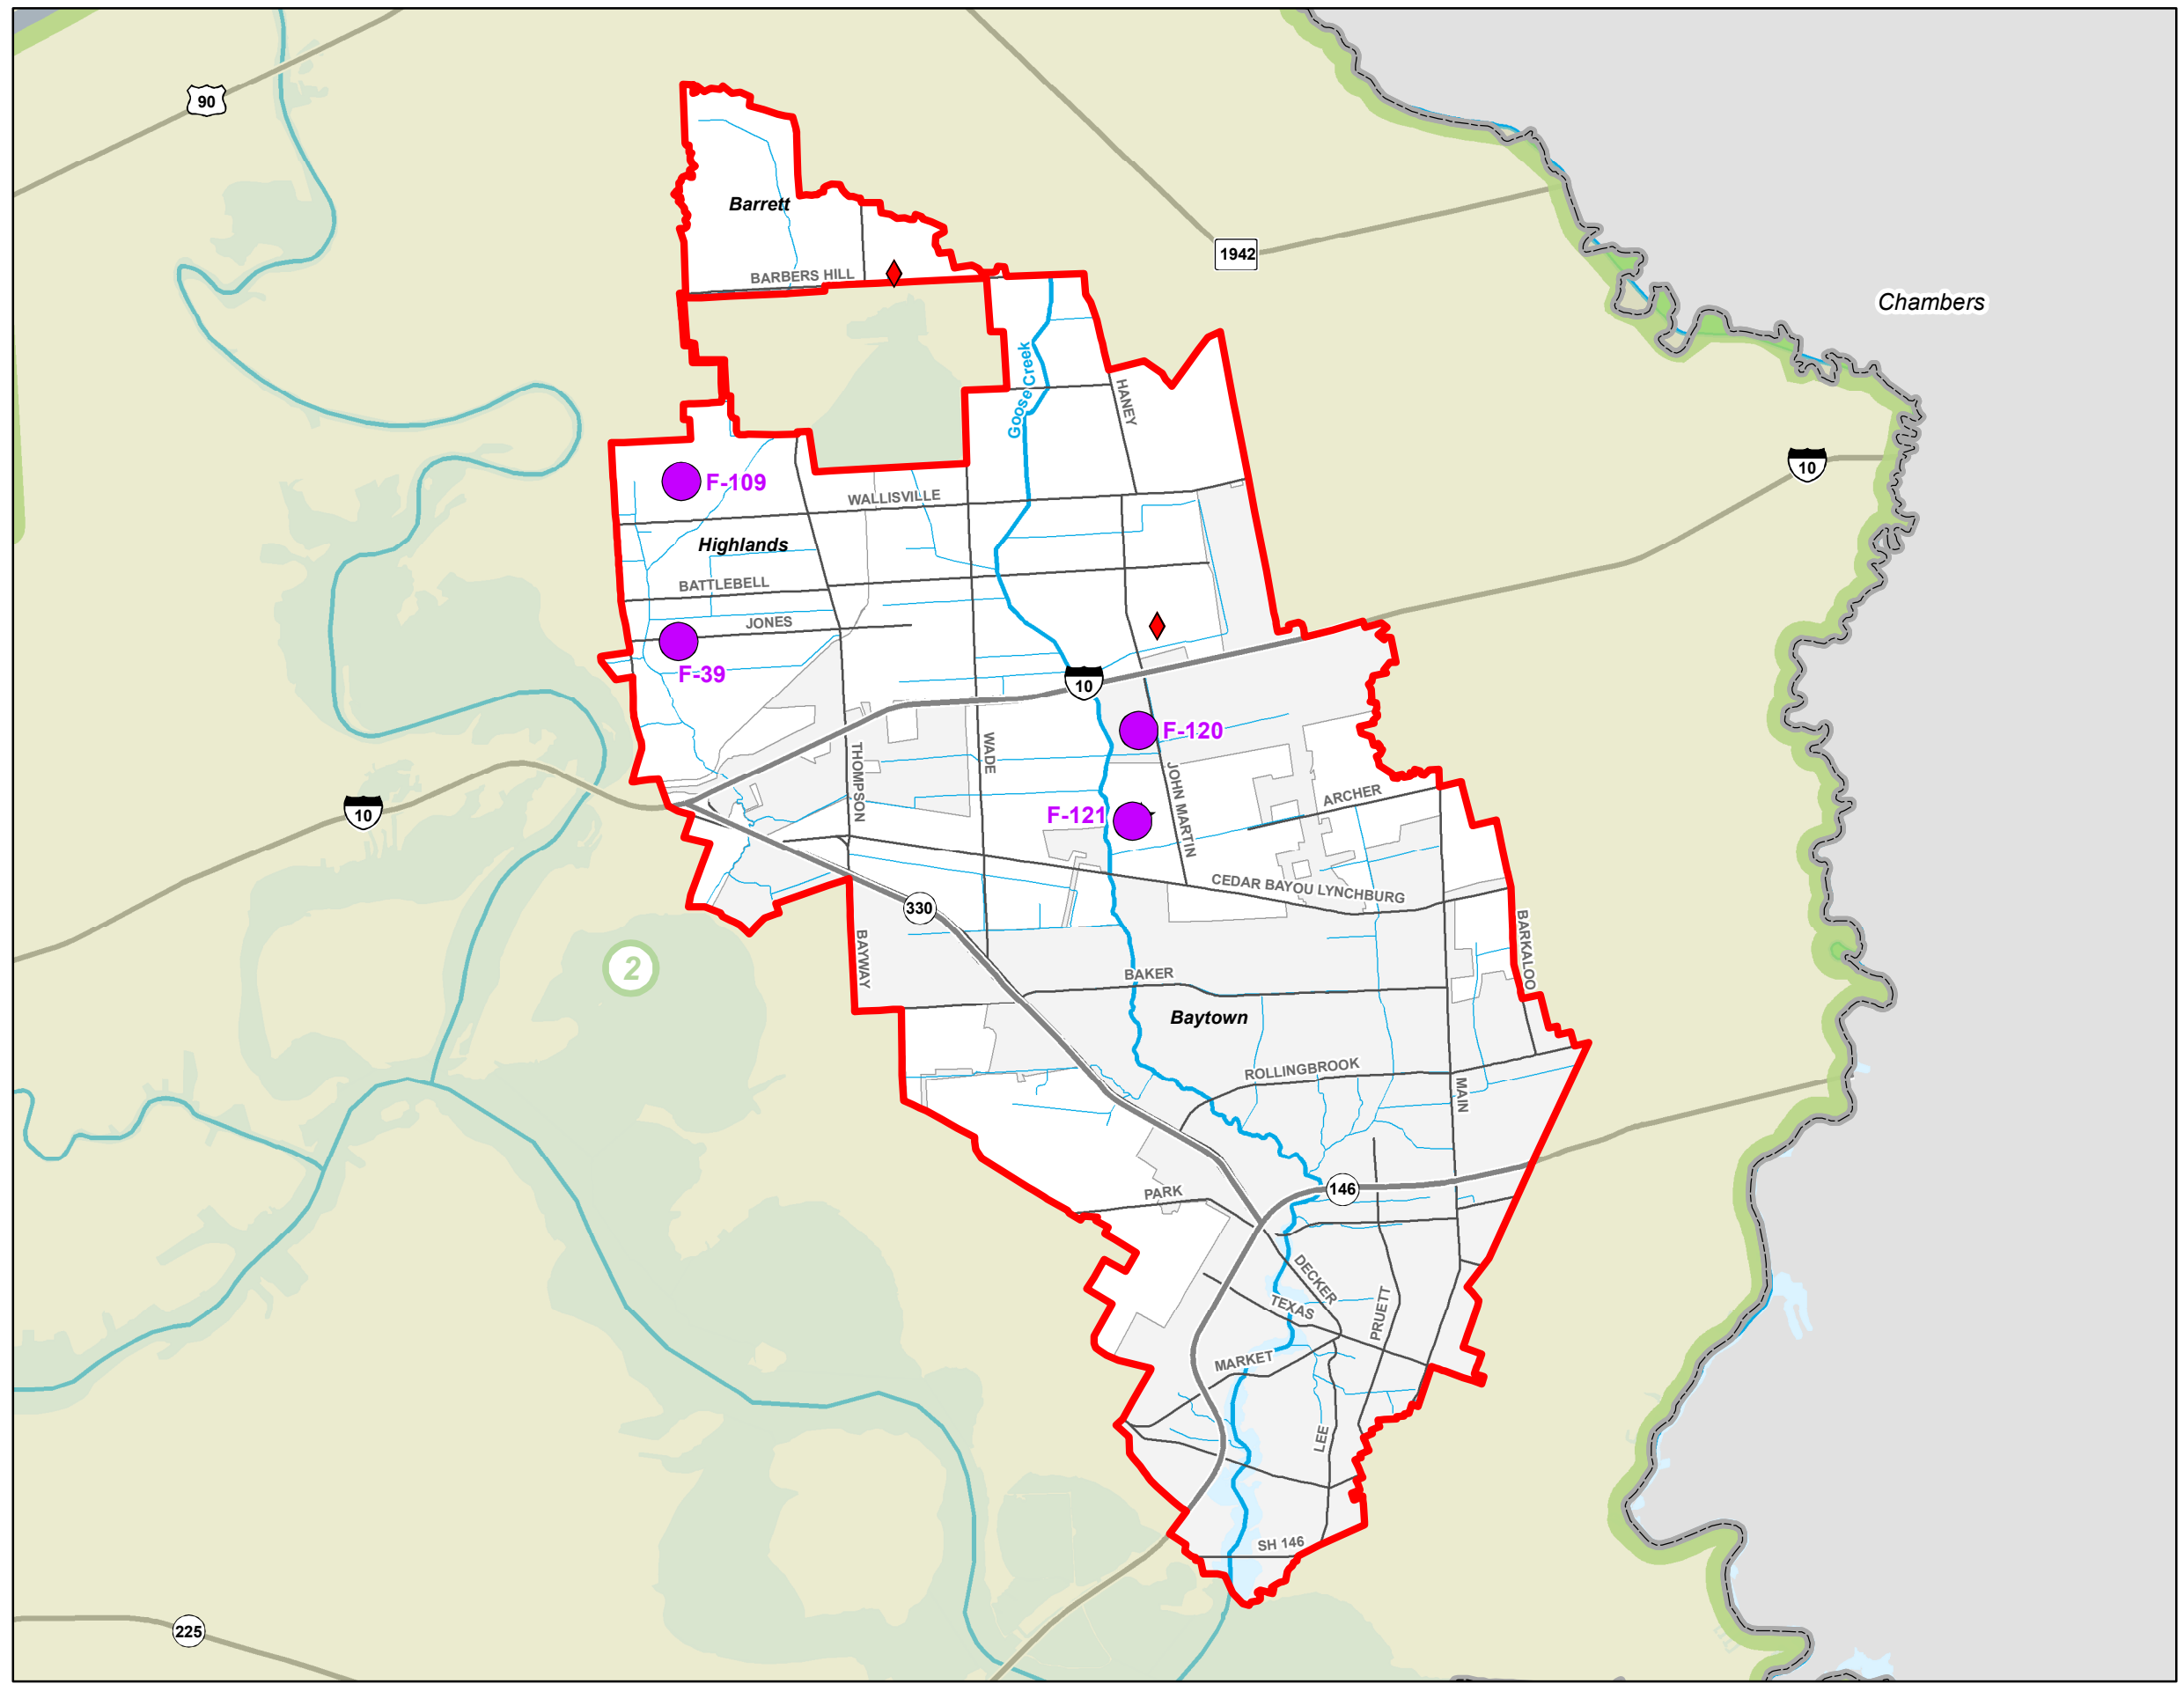 90
Barrett
1942
BARBERS HILL
Chambers
Goose Creek
HANEY
10
F-109
WALLISVILLE
Highlands
BATTLEBELL
JONES
F-39
10
F-120
THOMPSON
WADE
JOHN MARTIN
10
F-121
ARCHER
CEDAR BAYOU LYNCHBURG
330
BARKALOO
BAYWAY
2
BAKER
Baytown
ROLLINGBROOK
MAIN
146
PARK
DECKER
TEXAS
PRUETT
MARKET
LEE
SH 146
225